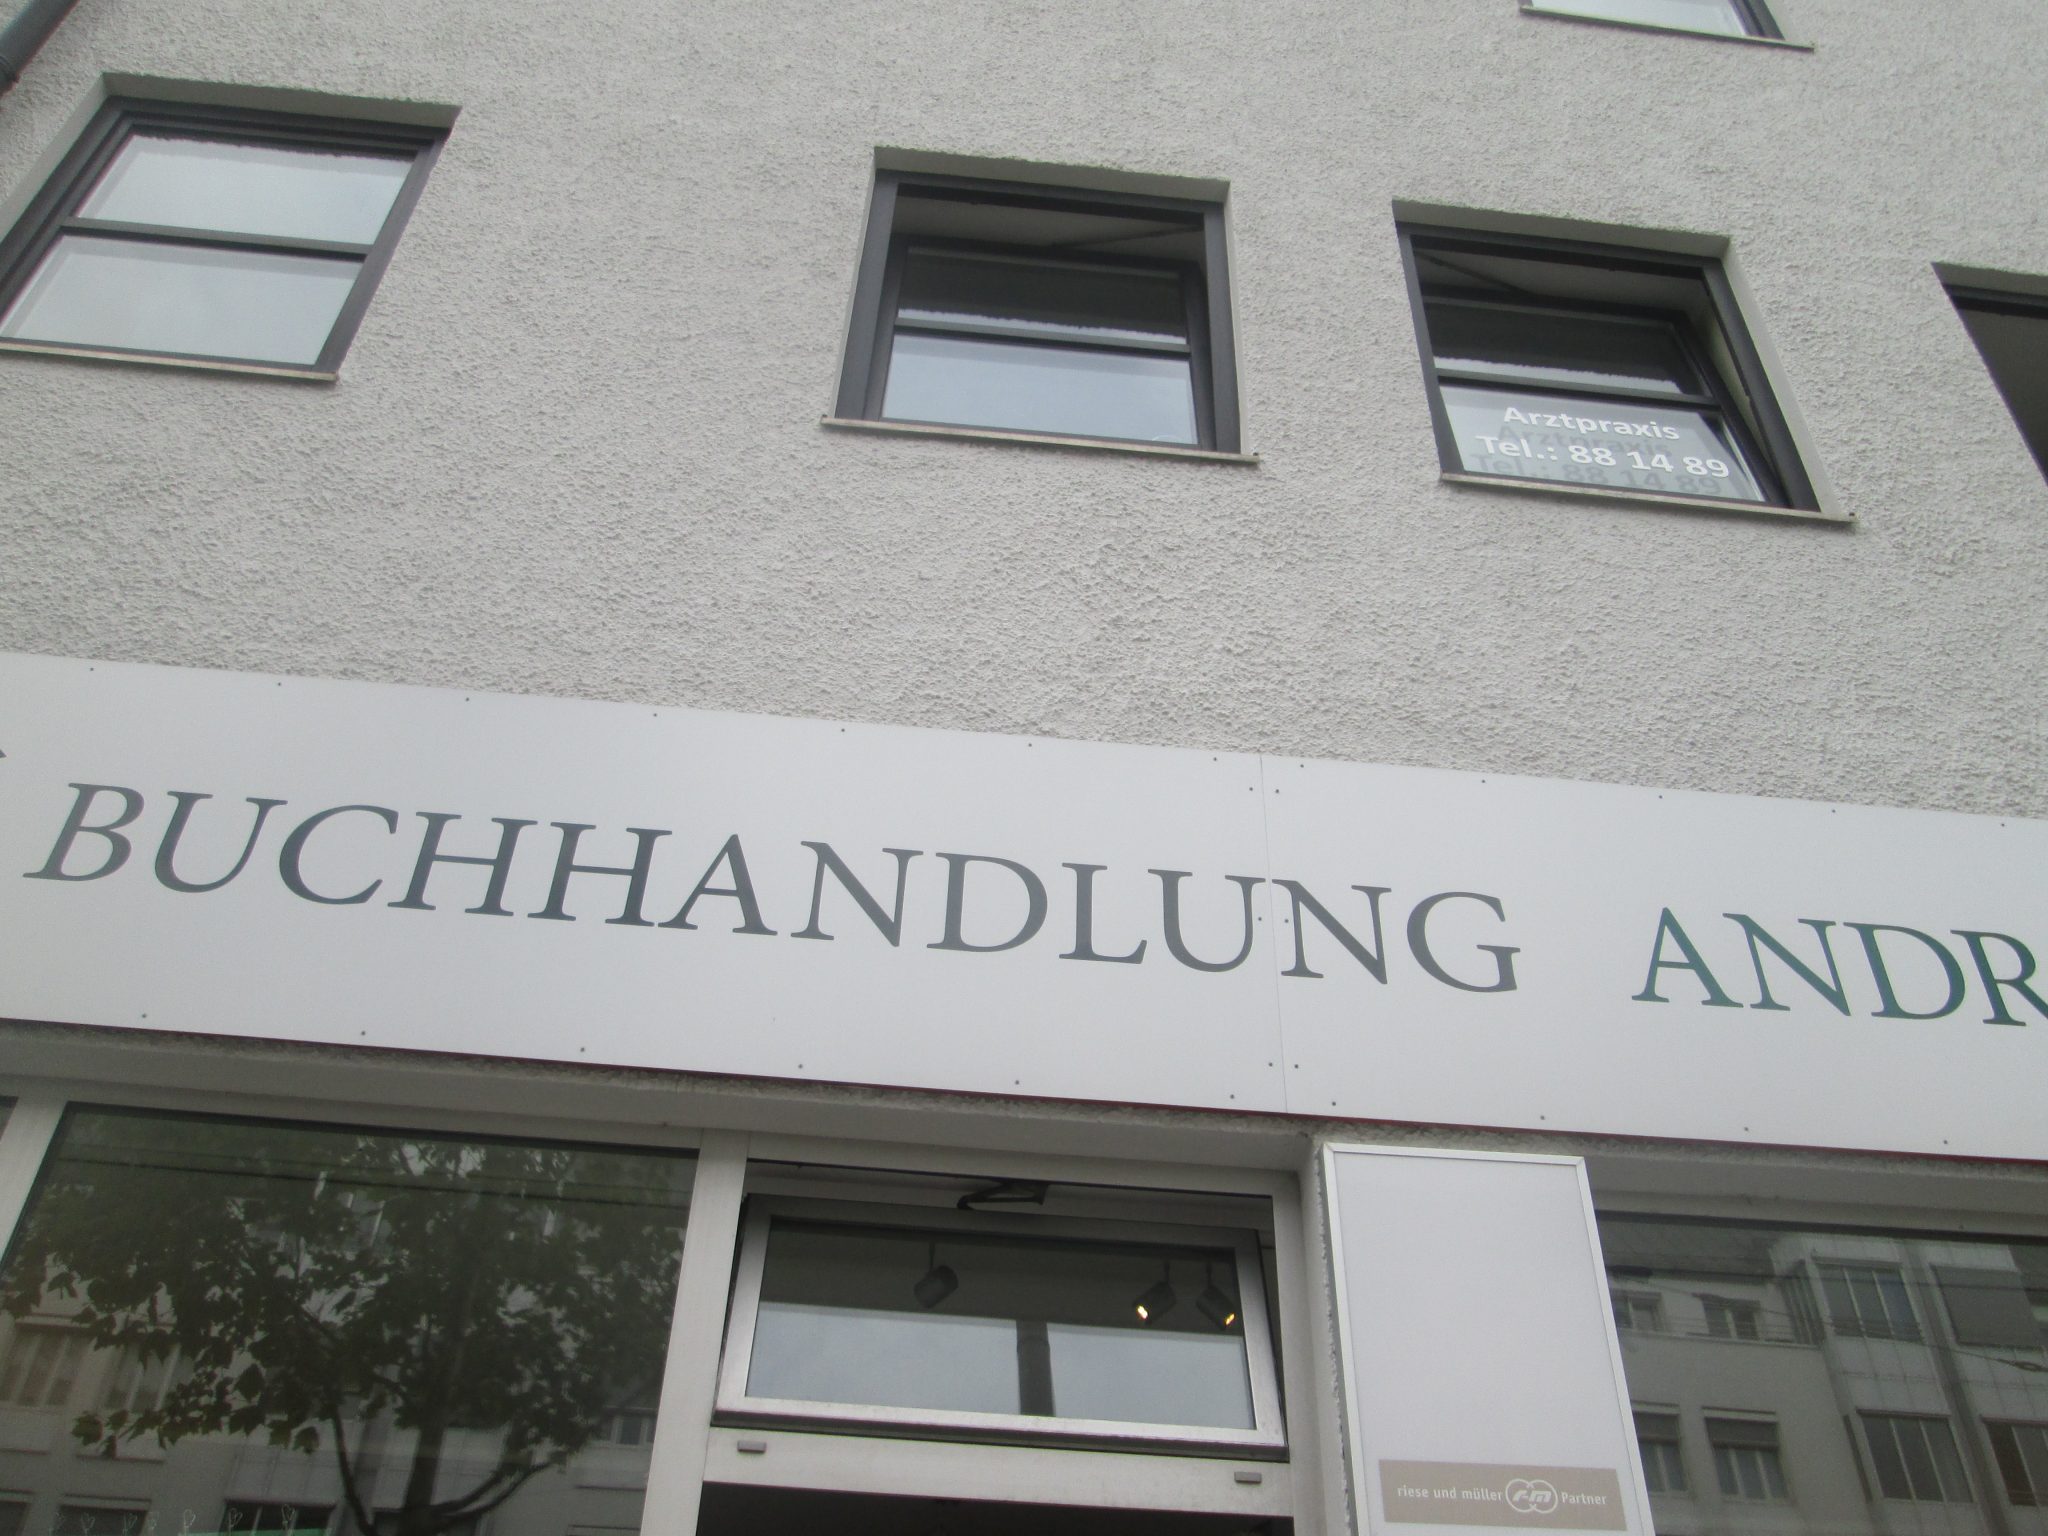 Arztpraxis
Tel.: 88 14 89
BUCHHANDLUNG ANDR
riese und müller r-m Partner